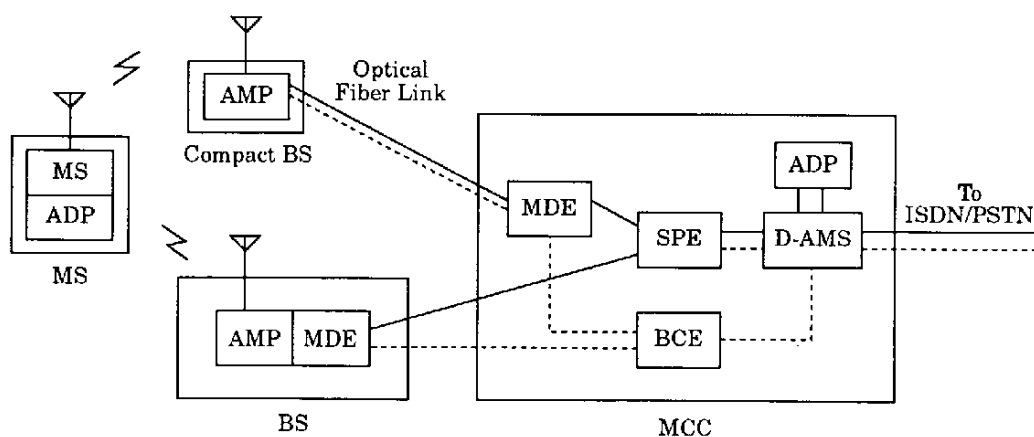 AMP
Optical
Fiber Link
Compact BS
MS
ADP
MS
AMP MDE
BS
MDE
SPE
BCE
ADP
D-AMS
MCC
To
ISDN/PSTN